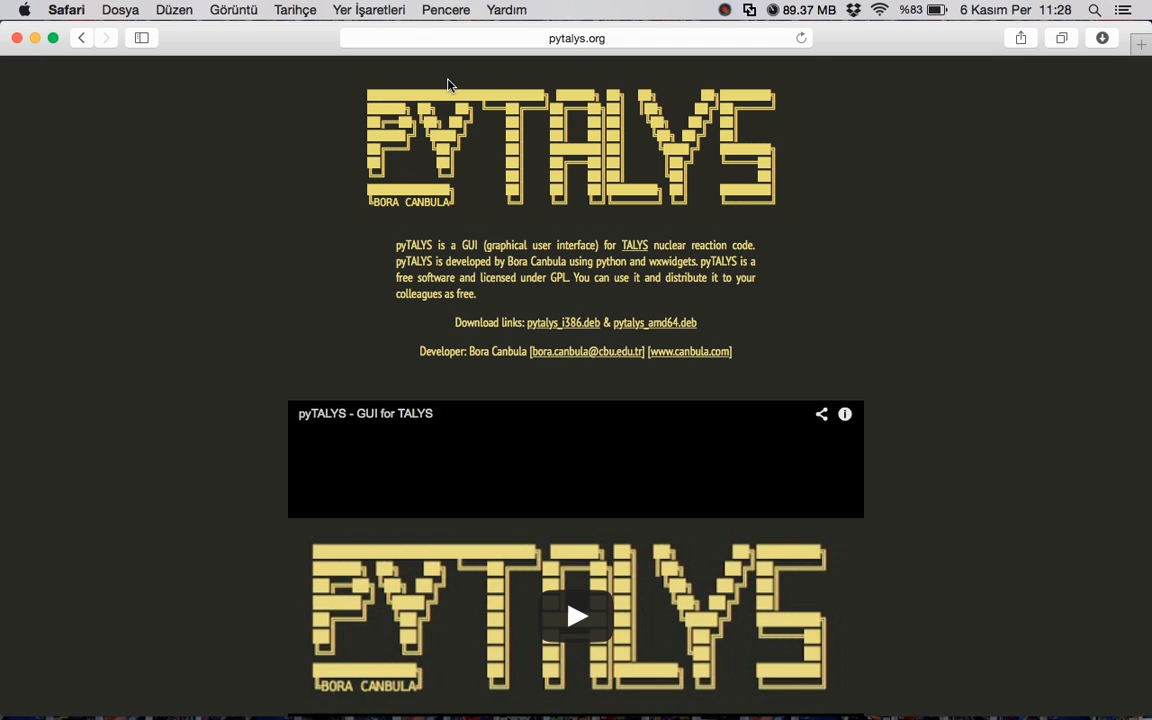 Safari Dosya Düzen Görüntü Tarihçe Yer İşaretleri Pencere Yardım 89.37 MB %83 6 Kasım Per 11:28
pytalys.org
PYTALYS
BORA CANBULA
pyTALYS is a GUI (graphical user interface) for TALYS nuclear reaction code.
pyTALYS is developed by Bora Canbula using python and wxwidgets. pyTALYS is a
free software and licensed under GPL. You can use it and distribute it to your
colleagues as free.
Download links: pytalys_i386.deb & pytalys_amd64.deb
Developer: Bora Canbula [bora.canbula@cbu.edu.tr] [www.canbula.com]
pyTALYS - GUI for TALYS
PYTALYS
BORA CANBULA